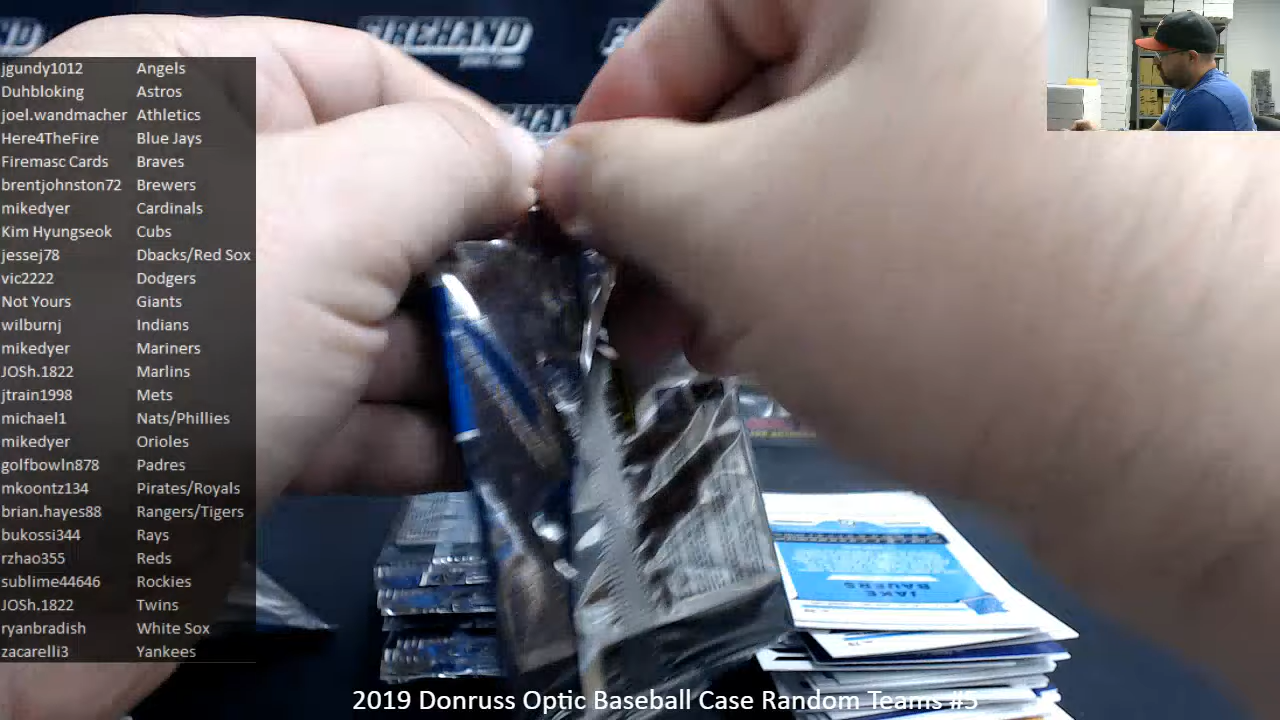 FIREHAND
jgundy1012 Angels
Duhbloking Astros
joel.wandmacher Athletics
Here4TheFire Blue Jays
Firemasc Cards Braves
brentjohnston72 Brewers
mikedyer Cardinals
Kim Hyungseok Cubs
jessej78 Dbacks/Red Sox
vic2222 Dodgers
Not Yours Giants
wilburnj Indians
mikedyer Mariners
JOSh.1822 Marlins
jtrain1998 Mets
michael1 Nats/Phillies
mikedyer Orioles
golfbowln878 Padres
mkoontz134 Pirates/Royals
brian.hayes88 Rangers/Tigers
bukossi344 Rays
rzhao355 Reds
sublime44646 Rockies
JOSh.1822 Twins
ryanbradish White Sox
zacarelli3 Yankees
JAKE
BAUERS
2019 Donruss Optic Baseball Case Random Teams #5